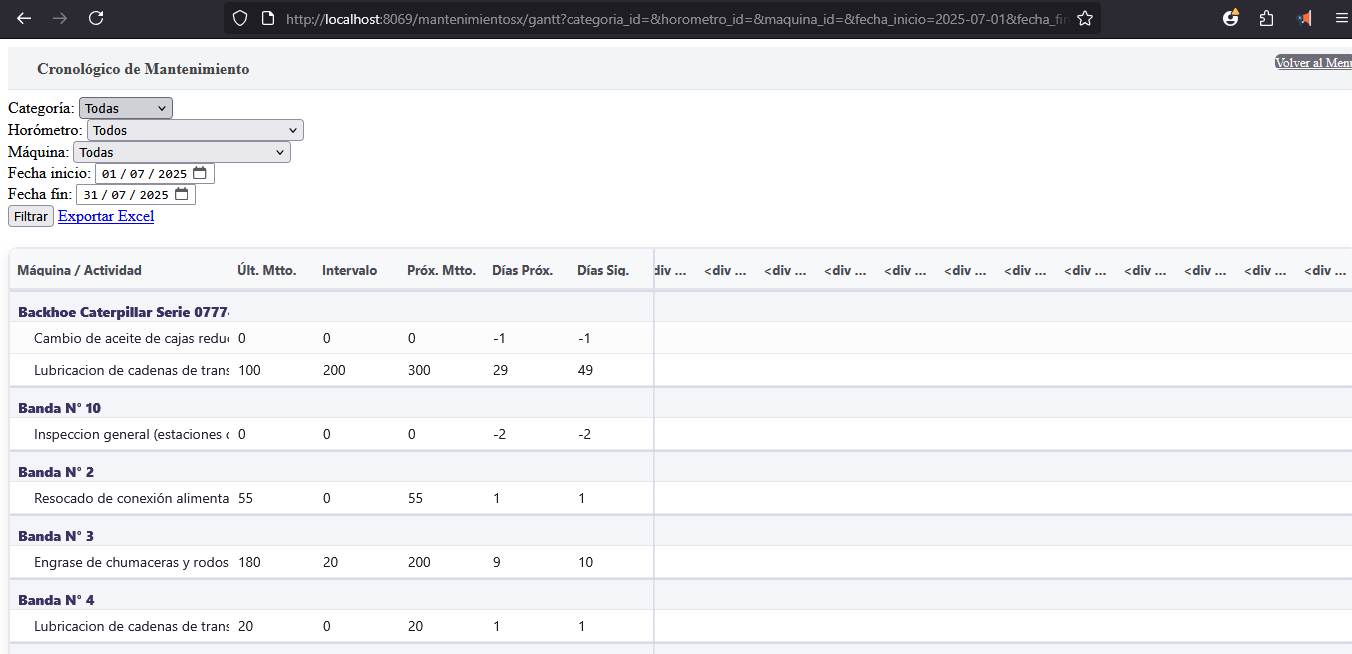 http://localhost:8069/mantenimientosx/gantt?categoria_id=&horometro_id=&maquina_id=&fecha_inicio=2025-07-01&fecha_fin
Cronológico de Mantenimiento
Volver al Menu
Categoría: Todas
Horómetro: Todos
Máquina: Todas
Fecha inicio: 01 / 07 / 2025
Fecha fin: 31 / 07 / 2025
Filtrar Exportar Excel
Máquina / Actividad Últ. Mtto. Intervalo Próx. Mtto. Días Próx. Días Sig. div ... <div ... <div ... <div ... <div ... <div ... <div ... <div ... <div ... <div ... <div ... <div ...
Backhoe Caterpillar Serie 0777
Cambio de aceite de cajas redu 0 0 0 -1 -1
Lubricacion de cadenas de trans 100 200 300 29 49
Banda N° 10
Inspeccion general (estaciones 0 0 0 -2 -2
Banda N° 2
Resocado de conexión alimenta 55 0 55 1 1
Banda N° 3
Engrase de chumaceras y rodos 180 20 200 9 10
Banda N° 4
Lubricacion de cadenas de trans 20 0 20 1 1